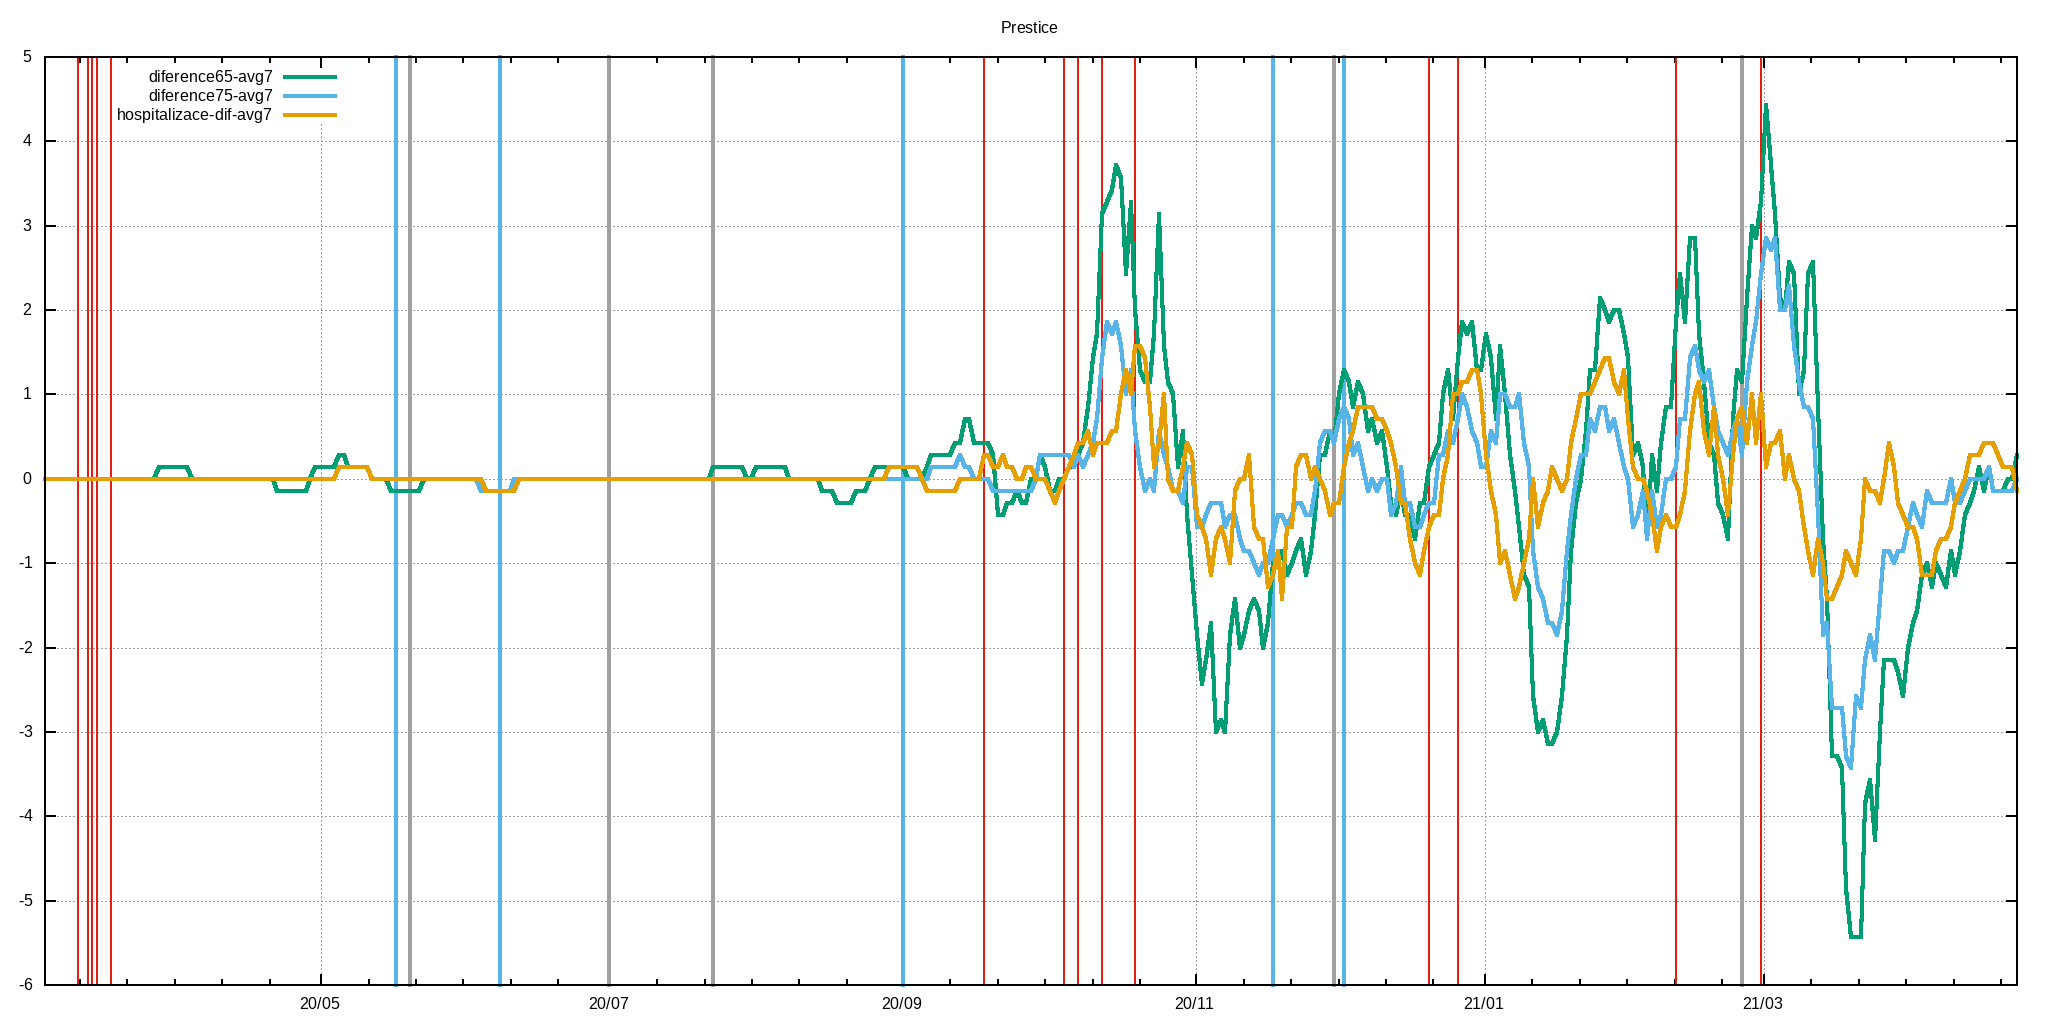 Prestice
diference65-avg7
diference75-avg7
hospitalizace-dif-avg7
5
4
3
2
1
0
-1
-2
-3
-4
-5
-6
20/05 20/07 20/09 20/11 21/01 21/03